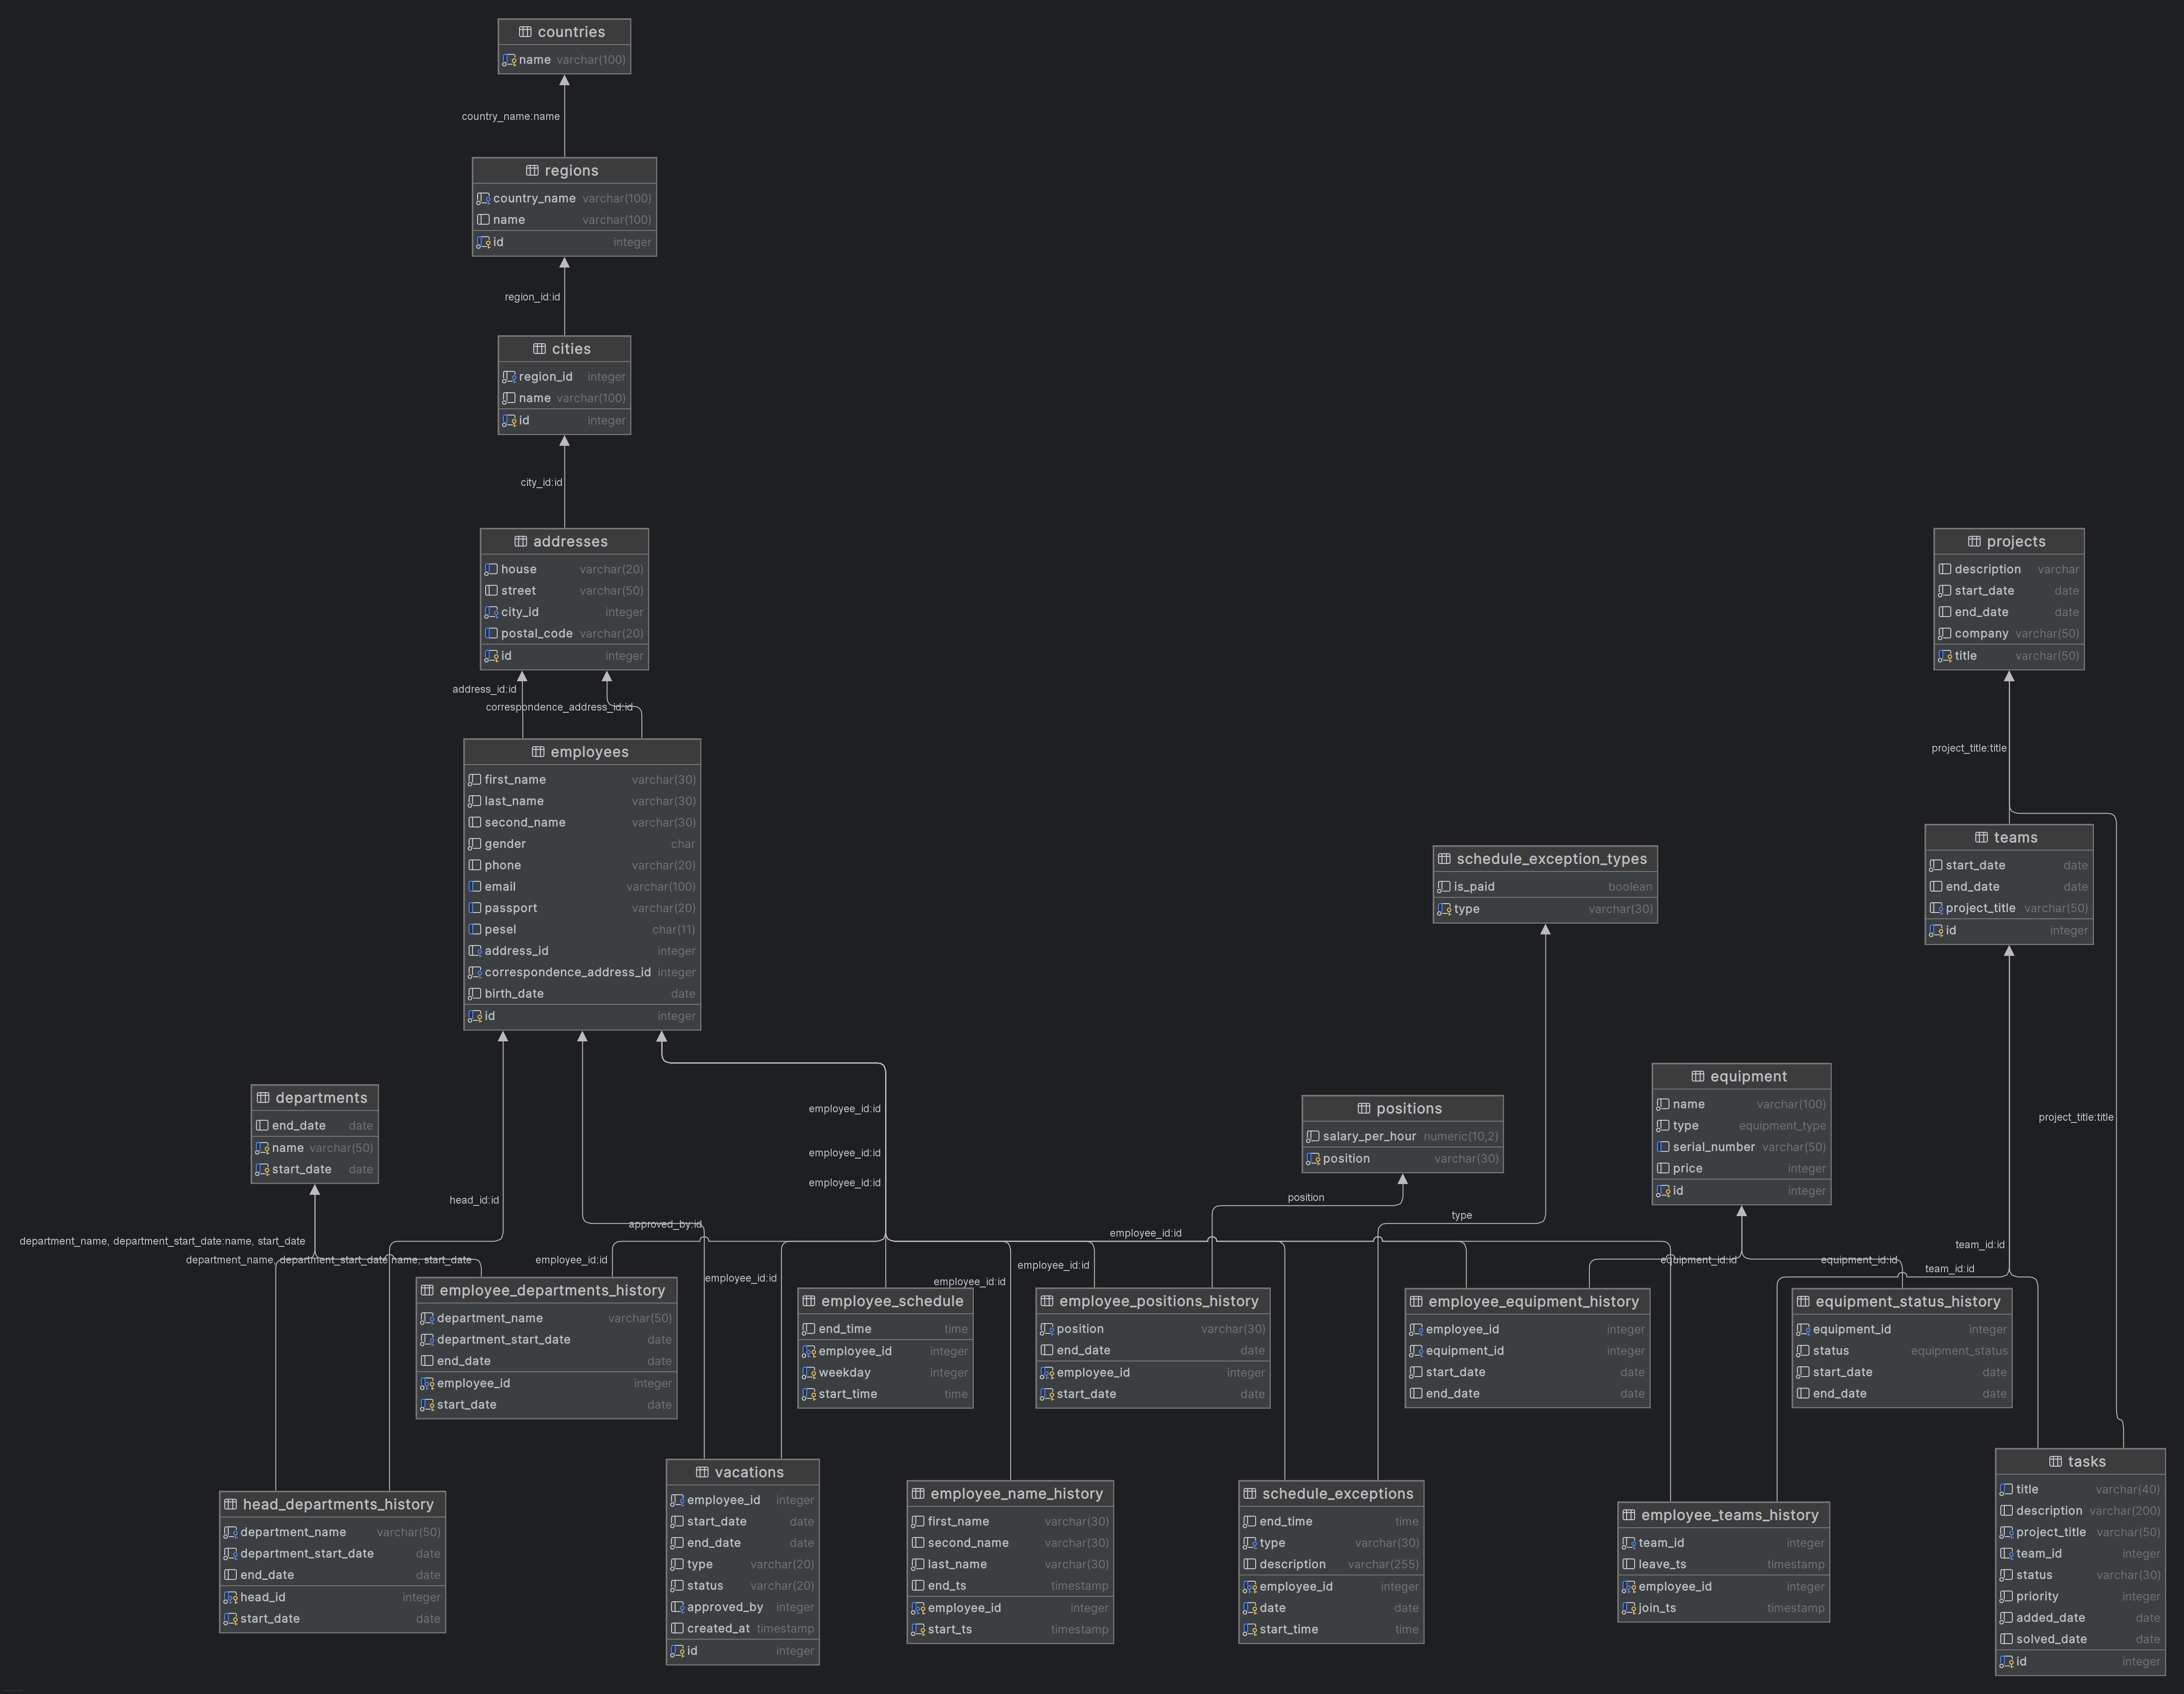 countries
name varchar(100)
country_name:name
regions
country_name varchar(100)
name varchar(100)
id integer
region_id:id
cities
region_id integer
name varchar(100)
id integer
city_id:id
addresses
house varchar(20)
street varchar(50)
city_id integer
postal_code varchar(20)
id integer
address_id:id
correspondence_address_id:id
employees
first_name varchar(30)
last_name varchar(30)
second_name varchar(30)
gender char
phone varchar(20)
email varchar(100)
passport varchar(20)
pesel char(11)
address_id integer
correspondence_address_id integer
birth_date date
id integer
projects
description varchar
start_date date
end_date date
company varchar(50)
title varchar(50)
project_title:title
teams
start_date date
end_date date
project_title varchar(50)
id integer
project_title:title
schedule_exception_types
is_paid boolean
type varchar(30)
departments
end_date date
name varchar(50)
start_date date
positions
salary_per_hour numeric(10,2)
position varchar(30)
equipment
name varchar(100)
type equipment_type
serial_number varchar(50)
price integer
id integer
employee_id:id
employee_id:id
employee_id:id
head_id:id
approved_by:id
position
type
department_name, department_start_date:name, start_date
department_name, department_start_date:name, start_date
employee_id:id
employee_id:id
employee_id:id
employee_id:id
employee_id:id
equipment_id:id
equipment_id:id
team_id:id
team_id:id
employee_departments_history
department_name varchar(50)
department_start_date date
end_date date
employee_id integer
start_date date
employee_schedule
end_time time
employee_id integer
weekday integer
start_time time
employee_positions_history
position varchar(30)
end_date date
employee_id integer
start_date date
employee_equipment_history
employee_id integer
equipment_id integer
start_date date
end_date date
equipment_status_history
equipment_id integer
status equipment_status
start_date date
end_date date
head_departments_history
department_name varchar(50)
department_start_date date
end_date date
head_id integer
start_date date
vacations
employee_id integer
start_date date
end_date date
type varchar(20)
status varchar(20)
approved_by integer
created_at timestamp
id integer
employee_name_history
first_name varchar(30)
second_name varchar(30)
last_name varchar(30)
end_ts timestamp
employee_id integer
start_ts timestamp
schedule_exceptions
end_time time
type varchar(30)
description varchar(255)
employee_id integer
date date
start_time time
employee_teams_history
team_id integer
leave_ts timestamp
employee_id integer
join_ts timestamp
tasks
title varchar(40)
description varchar(200)
project_title varchar(50)
team_id integer
status varchar(30)
priority integer
added_date date
solved_date date
id integer